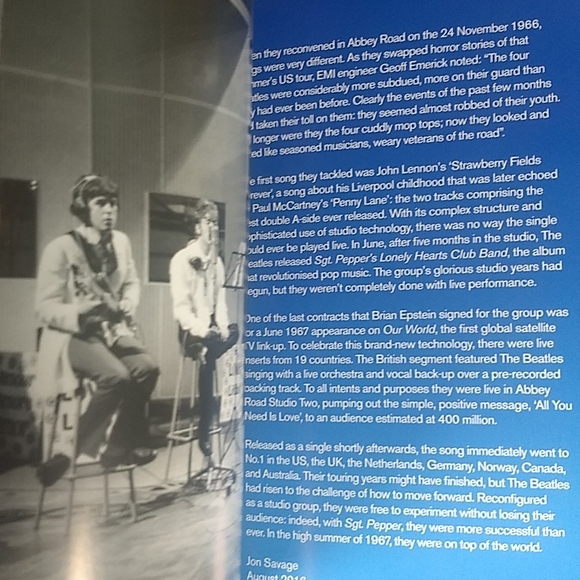 en they reconvened in Abbey Road on the 24 November 1966,
gs were very different. As they swapped horror stories of that
mer's US tour, EMI engineer Geoff Emerick noted: "The four
atles were considerably more subdued, more on their guard than
y had ever been before. Clearly the events of the past few months
d taken their toll on them: they seemed almost robbed of their youth.
longer were they the four cuddly mop tops; now they looked and
ed like seasoned musicians, weary veterans of the road".
e first song they tackled was John Lennon's 'Strawberry Fields
rever', a song about his Liverpool childhood that was later echoed
Paul McCartney's 'Penny Lane': the two tracks comprising the
est double A-side ever released. With its complex structure and
ophisticated use of studio technology, there was no way the single
ould ever be played live. In June, after five months in the studio, The
eatles released Sgt. Pepper's Lonely Hearts Club Band, the album
hat revolutionised pop music. The group's glorious studio years had
egun, but they weren't completely done with live performance.
One of the last contracts that Brian Epstein signed for the group was
or a June 1967 appearance on Our World, the first global satellite
TV link-up. To celebrate this brand-new technology, there were live
inserts from 19 countries. The British segment featured The Beatles
singing with a live orchestra and vocal back-up over a pre-recorded
backing track. To all intents and purposes they were live in Abbey
Road Studio Two, pumping out the simple, positive message, 'All You
Need Is Love', to an audience estimated at 400 million.
Released as a single shortly afterwards, the song immediately went to
No.1 in the US, the UK, the Netherlands, Germany, Norway, Canada,
and Australia. Their touring years might have finished, but The Beatles
had risen to the challenge of how to move forward. Reconfigured
as a studio group, they were free to experiment without losing their
audience: indeed, with Sgt. Pepper, they were more successful than
ever. In the high summer of 1967, they were on top of the world.
Jon Savage
August 2016